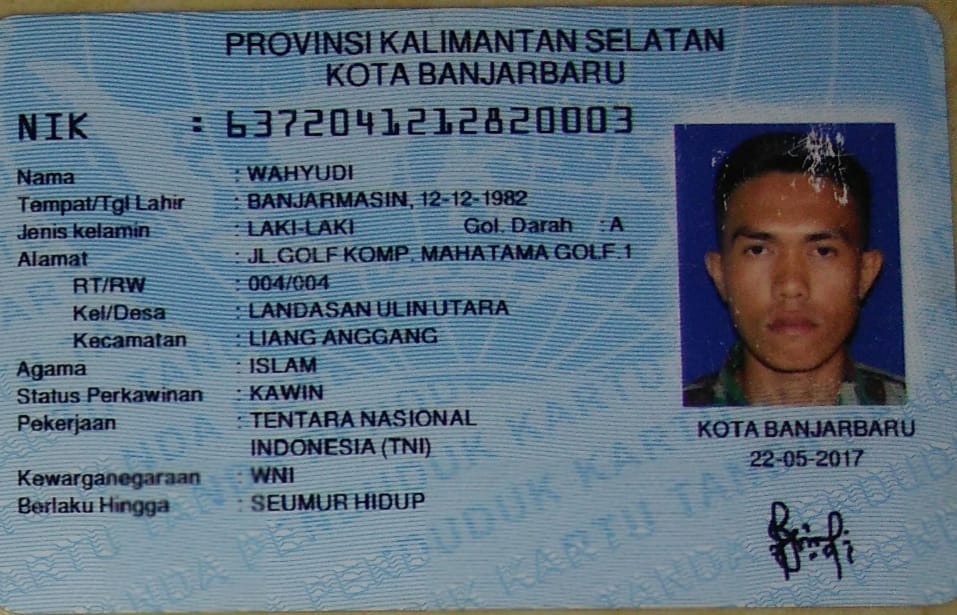 PROVINSI KALIMANTAN SELATAN
KOTA BANJARBARU
NIK : 6372041212820003
Nama : WAHYUDI
Tempat/Tgl Lahir : BANJARMASIN, 12-12-1982
Jenis kelamin : LAKI-LAKI Gol. Darah : A
Alamat : JL.GOLF KOMP. MAHATAMA GOLF.1
RT/RW : 004/004
Kel/Desa : LANDASAN ULIN UTARA
Kecamatan : LIANG ANGGANG
Agama : ISLAM
Status Perkawinan : KAWIN
Pekerjaan : TENTARA NASIONAL
INDONESIA (TNI)
Kewarganegaraan : WNI
Berlaku Hingga : SEUMUR HIDUP
KOTA BANJARBARU
22-05-2017